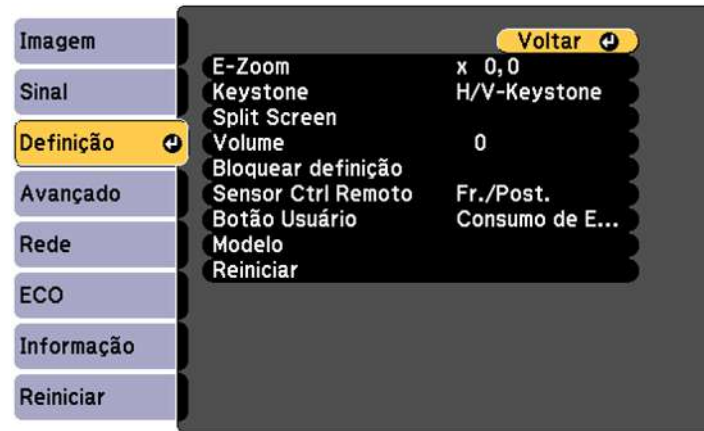 Imagem
Sinal
Definição
Avançado
Rede
ECO
Informação
Reiniciar
Voltar
E-Zoom x 0,0
Keystone H/V-Keystone
Split Screen
Volume 0
Bloquear definição
Sensor Ctrl Remoto Fr./Post.
Botão Usuário Consumo de E...
Modelo
Reiniciar